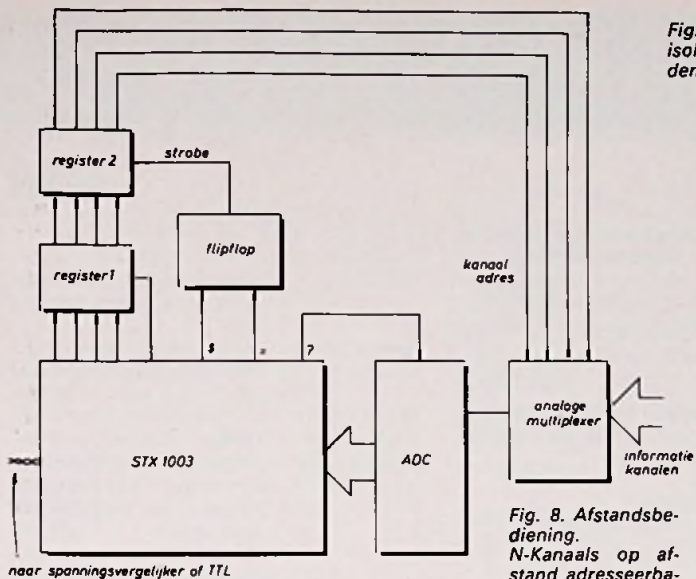 Fig.
isol
den
register 2
strobe
flipflop
register 1
kanaal
adres
$
=
?
STX 1003
ADC
analoge
multiplexer
informatie
kanalen
naar spanningsvergelijker of TTL
Fig. 8. Afstandsbe-
diening.
N-Kanaals op af-
stand adresseerba-